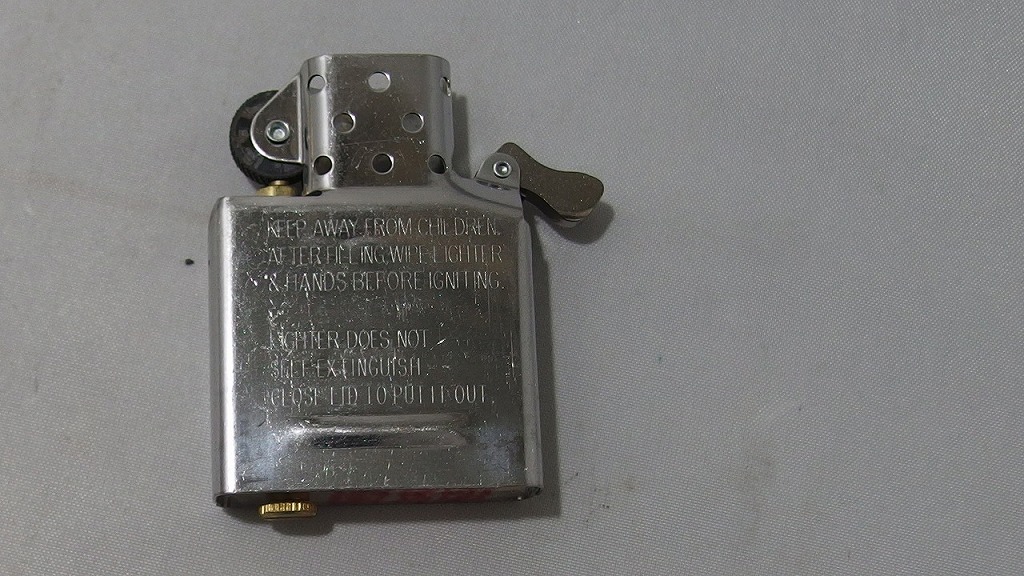 KEEP AWAY FROM CHILDREN.
AFTER FILLING WIPE LIGHTER
& HANDS BEFORE IGNITING.
LIGHTER DOES NOT
SELF EXTINGUISH
CLOSE LID TO PUT IT OUT.